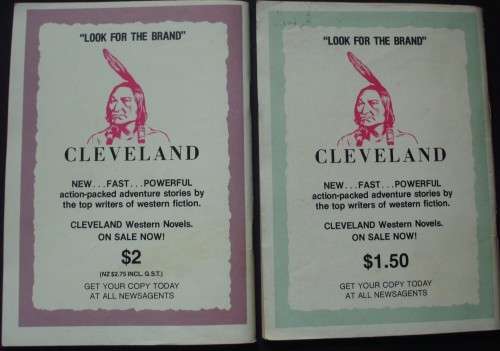 "LOOK FOR THE BRAND"
CLEVELAND
NEW...FAST...POWERFUL
action-packed adventure stories by
the top writers of western fiction.
CLEVELAND Western Novels.
ON SALE NOW!
$2
(NZ $2.75 INCL. G.S.T.)
GET YOUR COPY TODAY
AT ALL NEWSAGENTS
"LOOK FOR THE BRAND"
CLEVELAND
NEW...FAST...POWERFUL
action-packed adventure stories by
the top writers of western fiction.
CLEVELAND Western Novels.
ON SALE NOW!
$1.50
GET YOUR COPY TODAY
AT ALL NEWSAGENTS